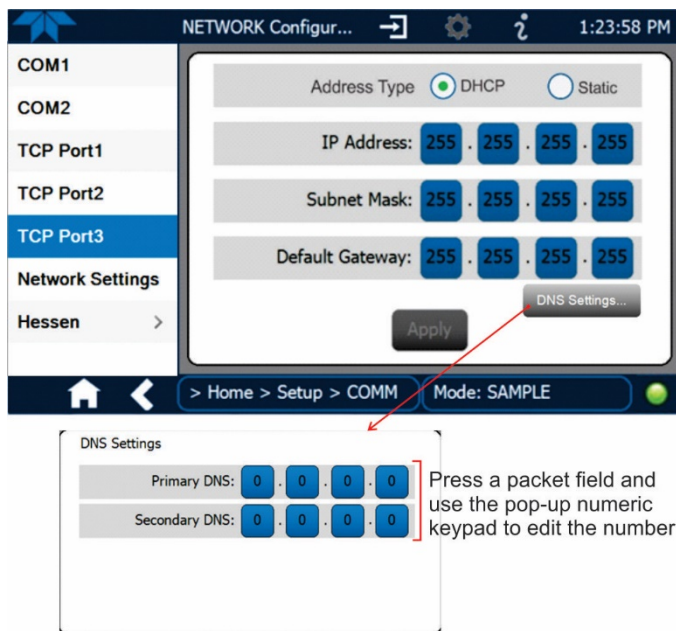 NETWORK Configur... 1:23:58 PM
COM1
COM2
TCP Port1
TCP Port2
TCP Port3
Network Settings
Hessen >
Address Type DHCP Static
IP Address: 255 . 255 . 255 . 255
Subnet Mask: 255 . 255 . 255 . 255
Default Gateway: 255 . 255 . 255 . 255
DNS Settings...
Apply
> Home > Setup > COMM Mode: SAMPLE
DNS Settings
Primary DNS: 0 . 0 . 0 . 0
Secondary DNS: 0 . 0 . 0 . 0
Press a packet field and
use the pop-up numeric
keypad to edit the number